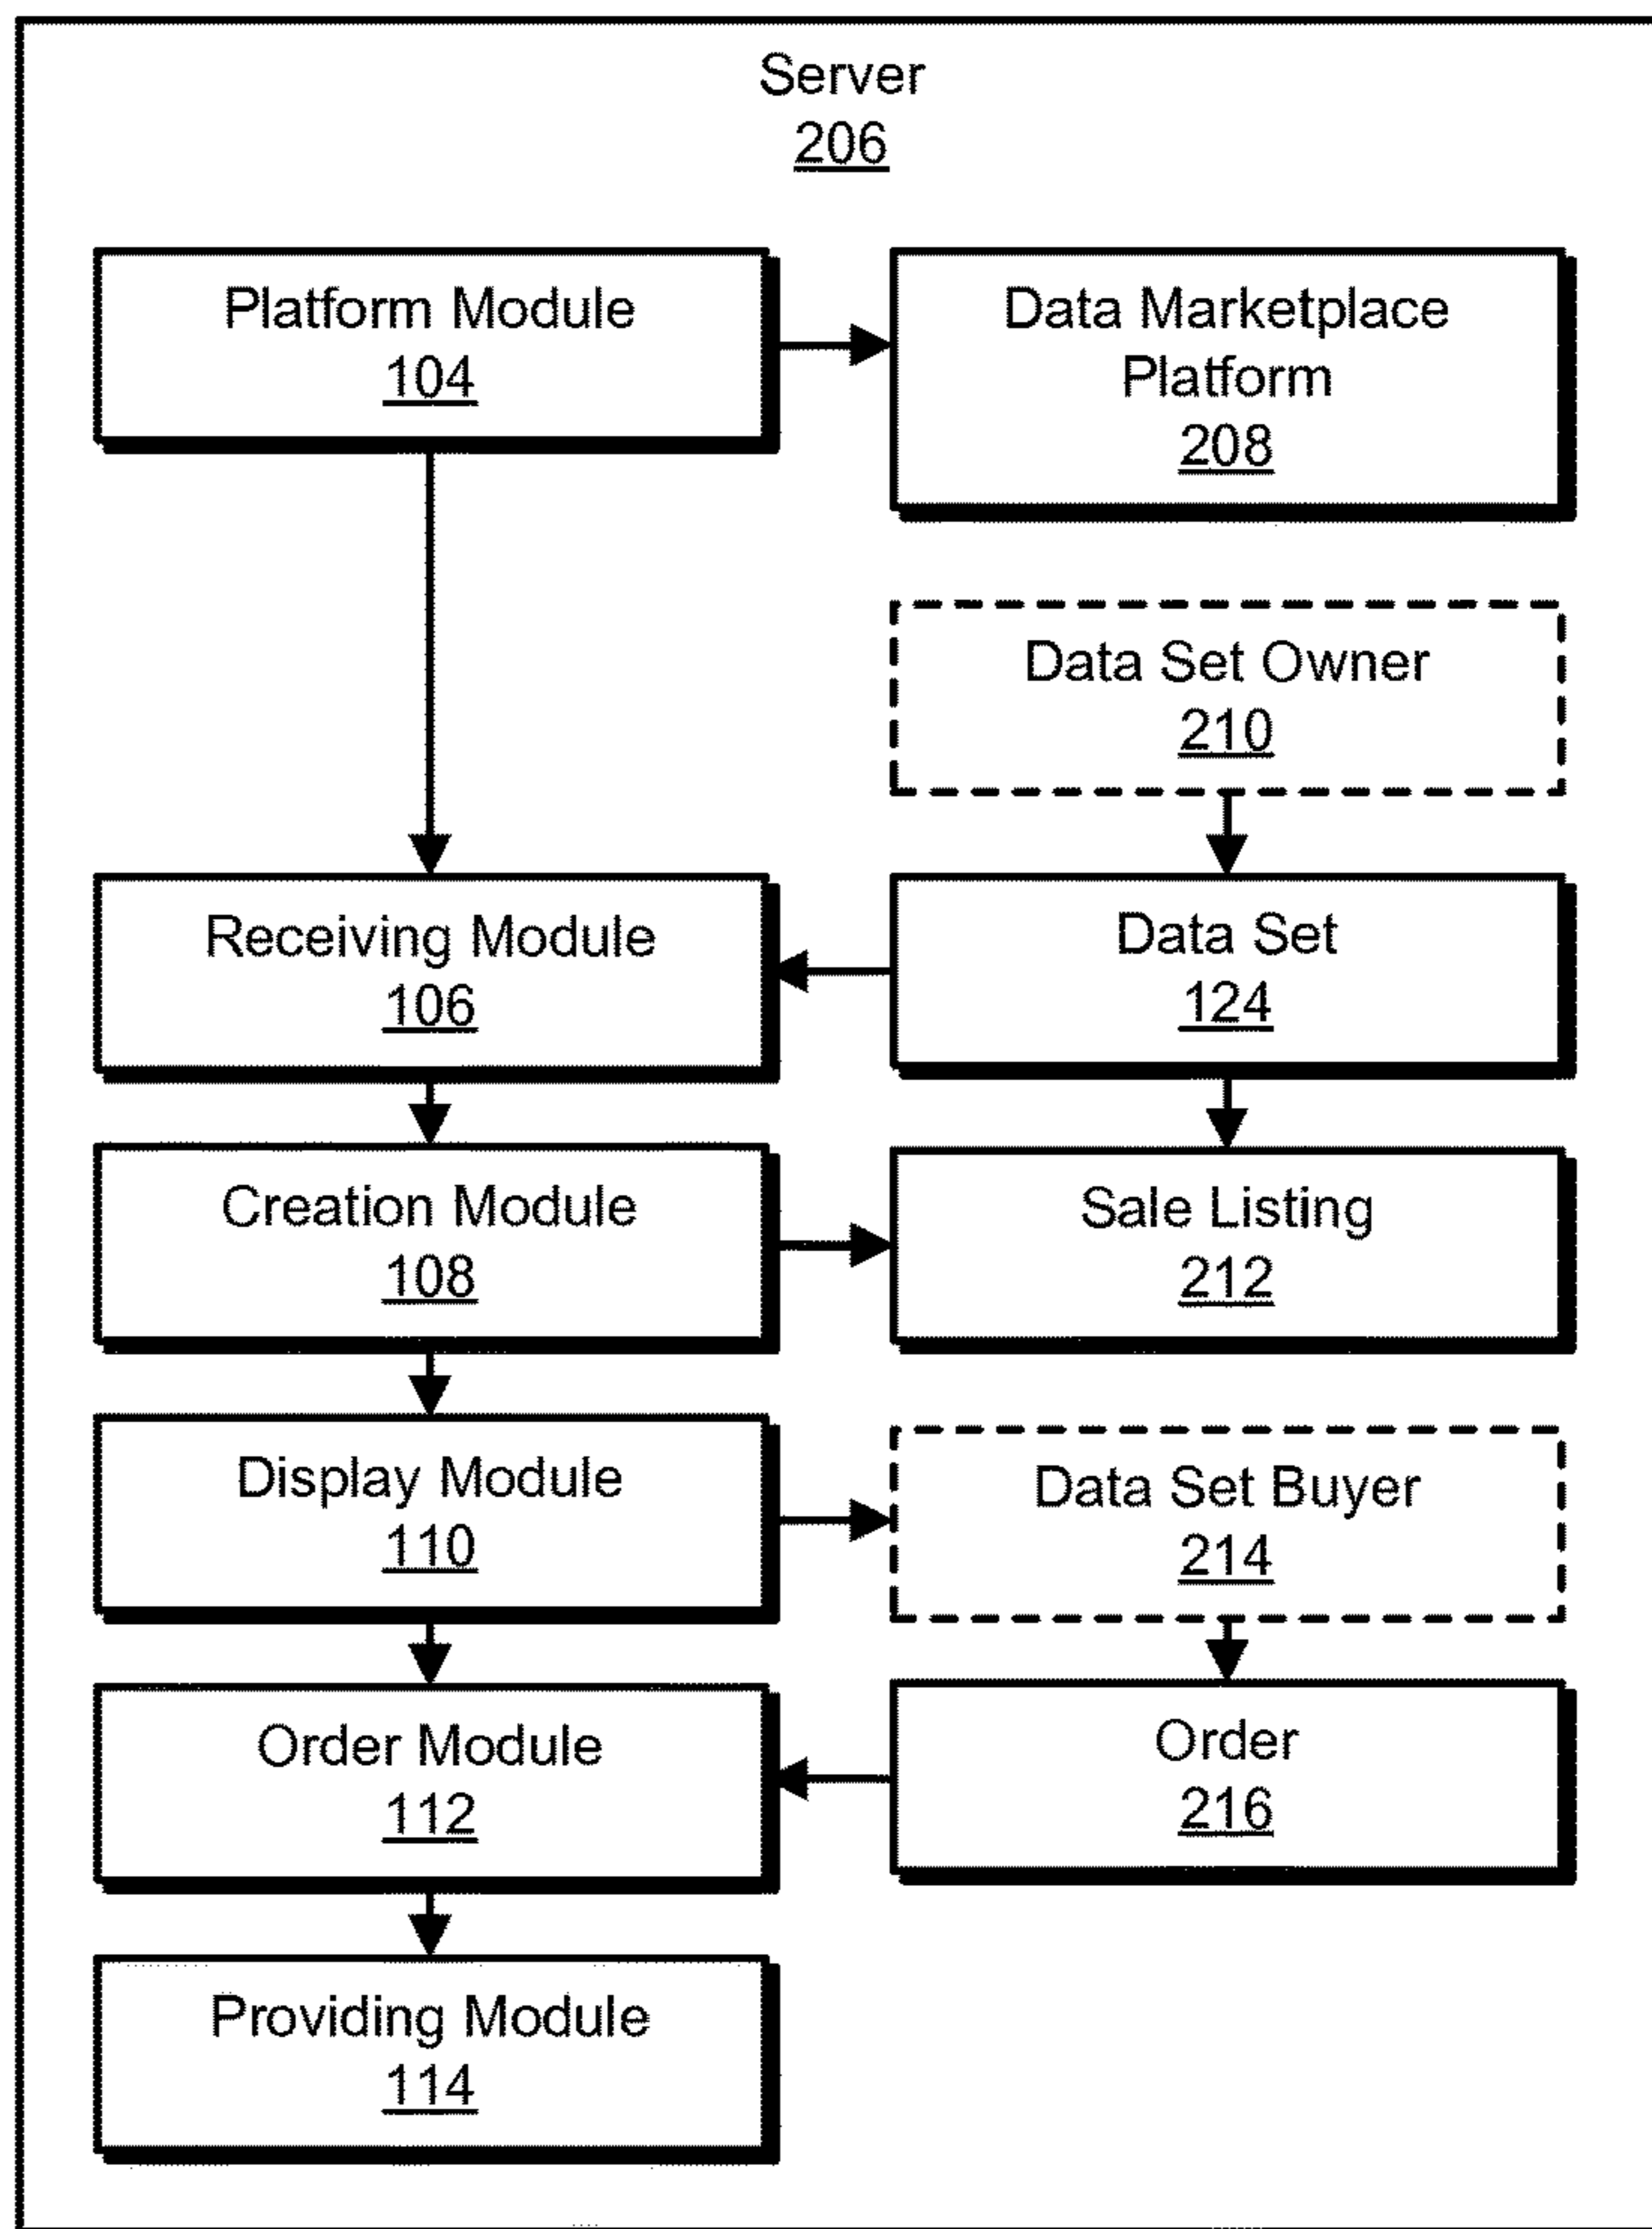 Server
206
Platform Module
104
Data Marketplace
Platform
208
Data Set Owner
210
Receiving Module
106
Data Set
124
Creation Module
108
Sale Listing
212
Display Module
110
Data Set Buyer
214
Order Module
112
Order
216
Providing Module
114